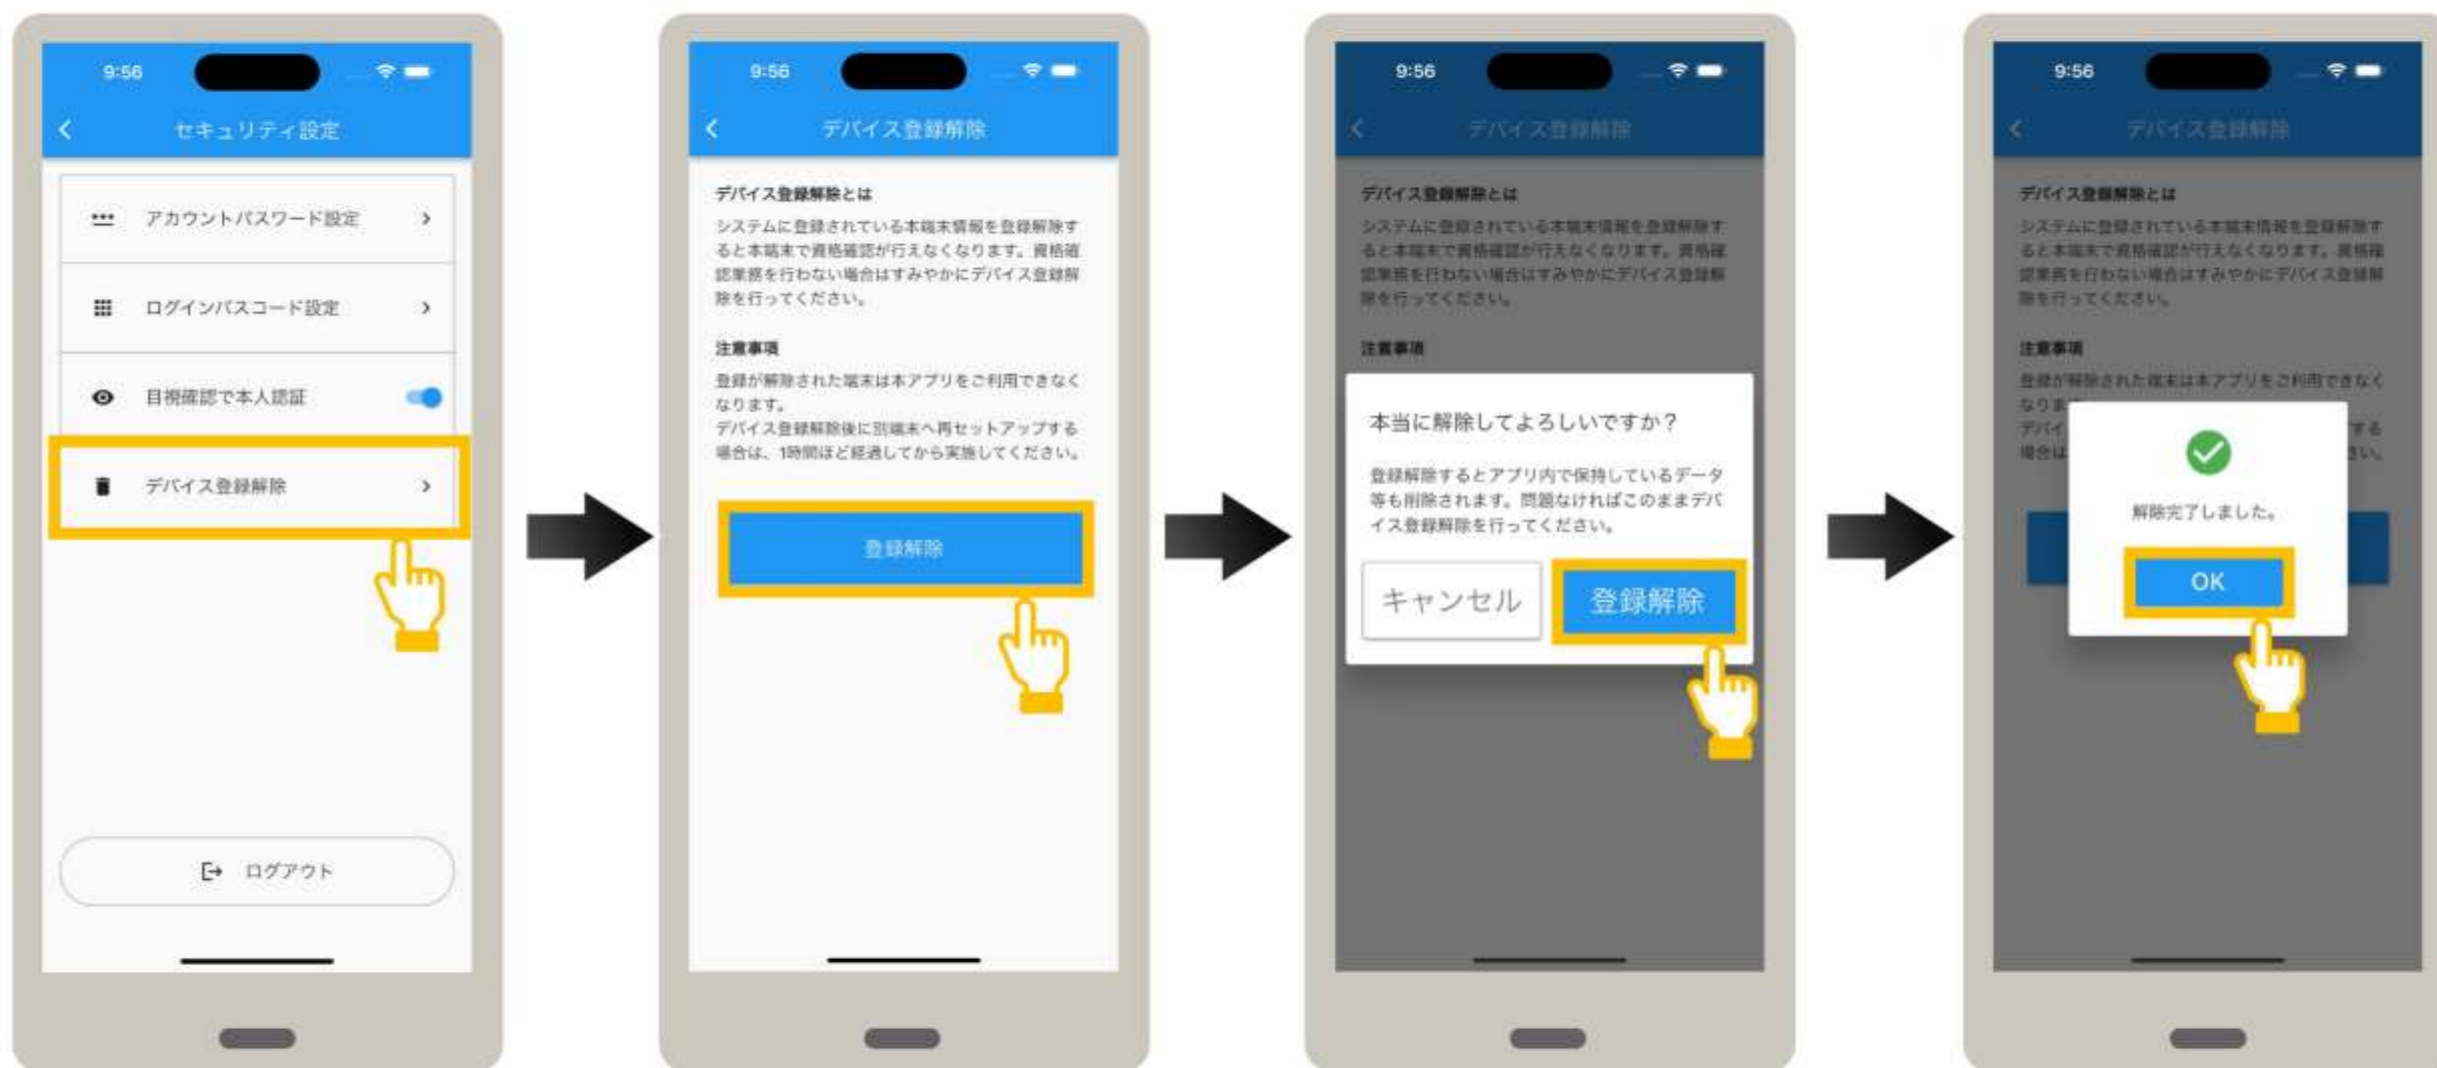 9:56
セキュリティ設定
アカウントパスワード設定
ログインパスコード設定
目視確認で本人認証
デバイス登録解除
ログアウト
9:56
デバイス登録解除
デバイス登録解除とは
システムに登録されている本端末情報を登録解除す
ると本端末で資格確認が行えなくなります。資格確
認業務を行わない場合はすみやかにデバイス登録解
除を行ってください。
注意事項
登録が解除された端末は本アプリをご利用できなく
なります。
デバイス登録解除後に別端末へ再セットアップする
場合は、1時間ほど経過してから実施してください。
登録解除
9:56
デバイス登録解除
デバイス登録解除とは
システムに登録されている本端末情報を登録解除す
ると本端末で資格確認が行えなくなります。資格確
認業務を行わない場合はすみやかにデバイス登録解
除を行ってください。
注意事項
本当に解除してよろしいですか？
登録解除するとアプリ内で保持しているデータ
等も削除されます。問題なければこのままデバ
イス登録解除を行ってください。
キャンセル
登録解除
9:56
デバイス登録解除
デバイス登録解除とは
システムに登録されている本端末情報を登録解除す
ると本端末で資格確認が行えなくなります。資格確
認業務を行わない場合はすみやかにデバイス登録解
除を行ってください。
注意事項
登録が解除された端末は本アプリをご利用できなく
なりま
デバイ
する
場合は
さい。
解除完了しました。
OK